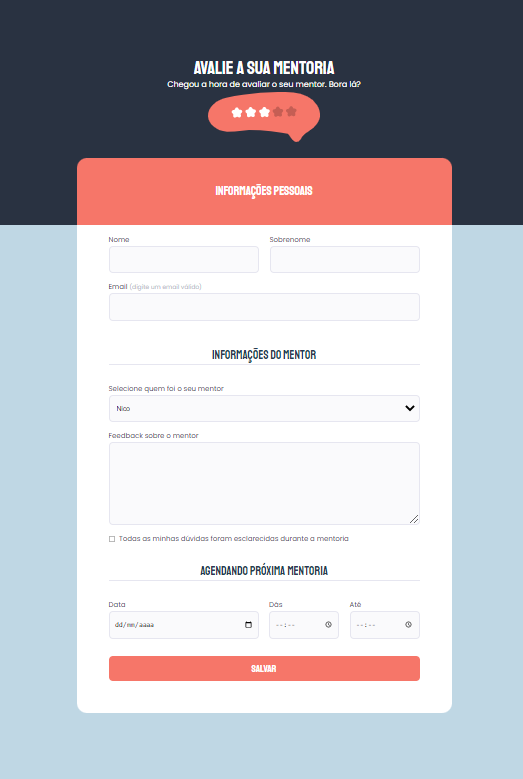 AVALIE A SUA MENTORIA
Chegou a hora de avaliar o seu mentor. Bora lá?
INFORMAÇÕES PESSOAIS
Nome Sobrenome
Email (digite um email válido)
INFORMAÇÕES DO MENTOR
Selecione quem foi o seu mentor
Nico
Feedback sobre o mentor
Todas as minhas dúvidas foram esclarecidas durante a mentoria
AGENDANDO PRÓXIMA MENTORIA
Data Dás Até
dd/mm/aaaa --:-- --:--
SALVAR